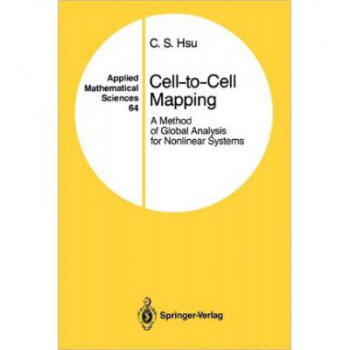 C. S. Hsu
Applied
Mathematical
Sciences
64
Cell-to-Cell
Mapping
A Method
of Global Analysis
for Nonlinear Systems
Springer-Verlag